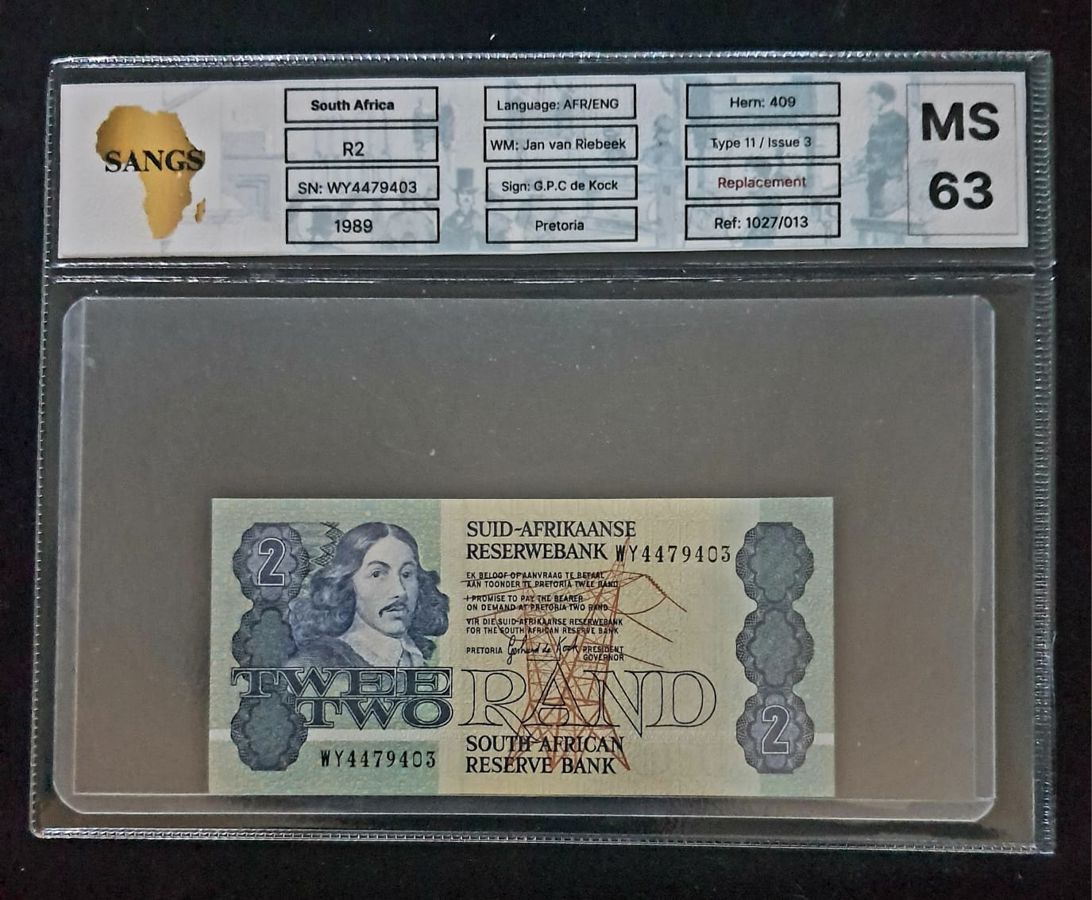 SANGS
South Africa
R2
SN: WY4479403
1989
Language: AFR/ENG
WM: Jan van Riebeek
Sign: G.P.C de Kock
Pretoria
Hern: 409
Type 11 / Issue 3
Replacement
Ref: 1027/013
MS
63
2
SUID-AFRIKAANSE
RESERWEBANK WY4479403
EK BELOOF OP AANVRAAG TE BETAAL
AAN TOONDER TE PRETORIA TWEE RAND
I PROMISE TO PAY THE BEARER
ON DEMAND AT PRETORIA TWO RAND
VIR DIE SUID-AFRIKAANSE RESERWEBANK
FOR THE SOUTH AFRICAN RESERVE BANK
PRETORIA
PRESIDENT
GOVERNOR
TWEE
TWO RAND
SOUTH AFRICAN
RESERVE BANK
WY4479403
2